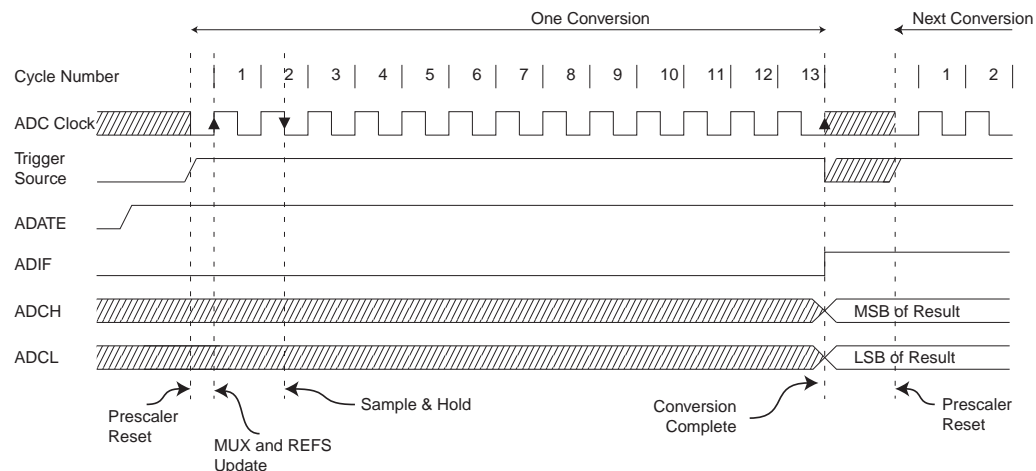 One Conversion
Next Conversion
Cycle Number
1 2 3 4 5 6 7 8 9 10 11 12 13 1 2
ADC Clock
Trigger
Source
ADATE
ADIF
ADCH
MSB of Result
ADCL
LSB of Result
Prescaler
Reset
MUX and REFS
Update
Sample & Hold
Conversion
Complete
Prescaler
Reset